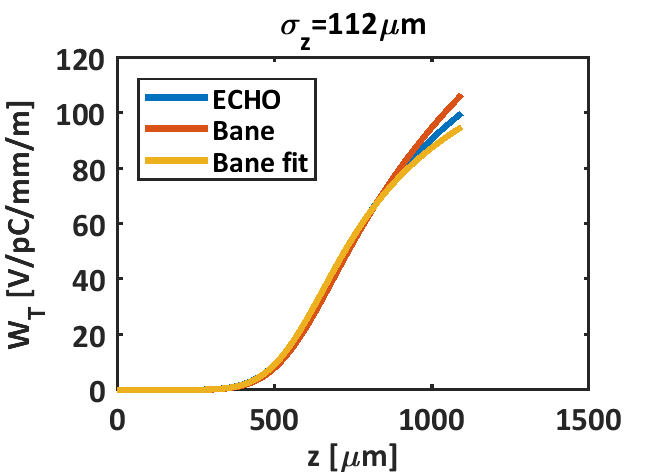 σz=112μm
120
100
80
60
40
20
0
W_T [V/pC/mm/m]
ECHO
Bane
Bane fit
0 500 1000 1500
z [μm]